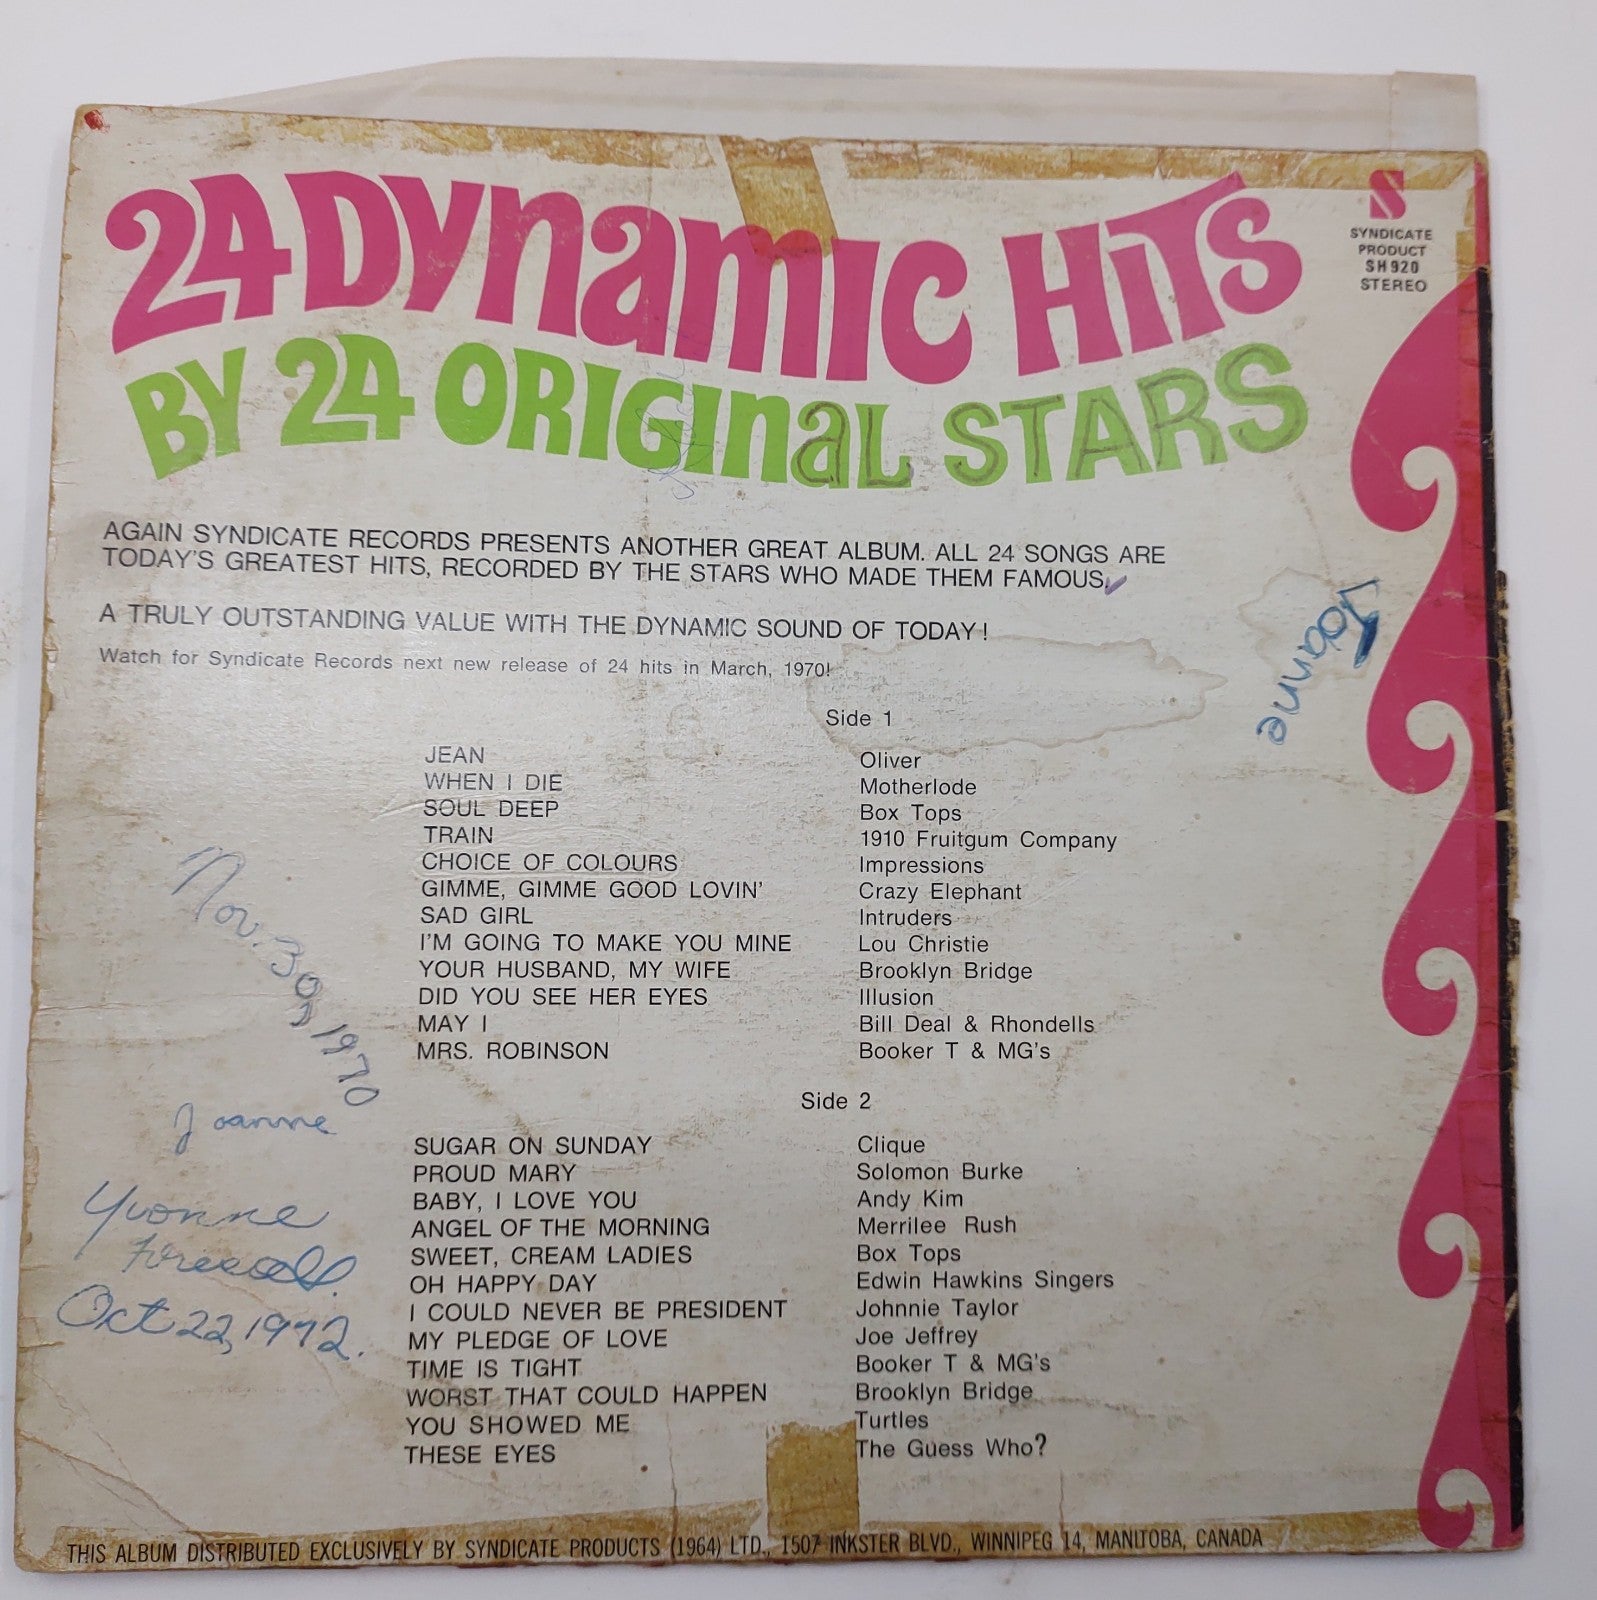 24 DYnamIC HiTS
BY 24 ORIGInaL STARS
S
SYNDICATE
PRODUCT
SH 920
STEREO
AGAIN SYNDICATE RECORDS PRESENTS ANOTHER GREAT ALBUM. ALL 24 SONGS ARE
TODAY'S GREATEST HITS, RECORDED BY THE STARS WHO MADE THEM FAMOUS.
A TRULY OUTSTANDING VALUE WITH THE DYNAMIC SOUND OF TODAY!
Watch for Syndicate Records next new release of 24 hits in March, 1970!
Joanne
Side 1
JEAN Oliver
WHEN I DIE Motherlode
SOUL DEEP Box Tops
TRAIN 1910 Fruitgum Company
CHOICE OF COLOURS Impressions
GIMME, GIMME GOOD LOVIN' Crazy Elephant
SAD GIRL Intruders
I'M GOING TO MAKE YOU MINE Lou Christie
YOUR HUSBAND, MY WIFE Brooklyn Bridge
DID YOU SEE HER EYES Illusion
MAY I Bill Deal & Rhondells
MRS. ROBINSON Booker T & MG's
Nov. 30, 1970
Joanne
Side 2
SUGAR ON SUNDAY Clique
PROUD MARY Solomon Burke
BABY, I LOVE YOU Andy Kim
ANGEL OF THE MORNING Merrilee Rush
SWEET, CREAM LADIES Box Tops
OH HAPPY DAY Edwin Hawkins Singers
I COULD NEVER BE PRESIDENT Johnnie Taylor
MY PLEDGE OF LOVE Joe Jeffrey
TIME IS TIGHT Booker T & MG's
WORST THAT COULD HAPPEN Brooklyn Bridge
YOU SHOWED ME Turtles
THESE EYES The Guess Who?
Yvonne
Oct 22, 1972.
THIS ALBUM DISTRIBUTED EXCLUSIVELY BY SYNDICATE PRODUCTS (1964) LTD., 1507 INKSTER BLVD., WINNIPEG 14, MANITOBA, CANADA